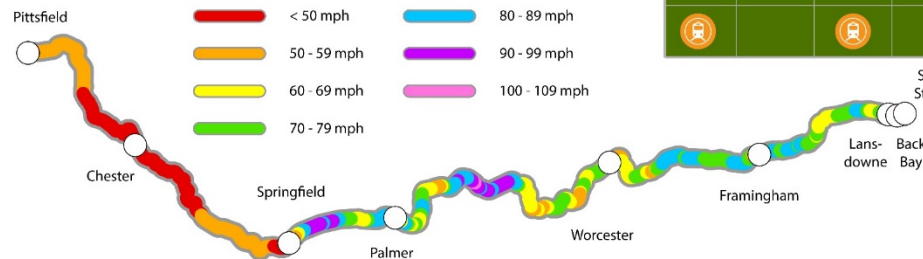 Pittsfield
< 50 mph
50 - 59 mph
60 - 69 mph
70 - 79 mph
80 - 89 mph
90 - 99 mph
100 - 109 mph
Chester
Springfield
Palmer
Worcester
Framingham
Lans-
downe
Back
Bay